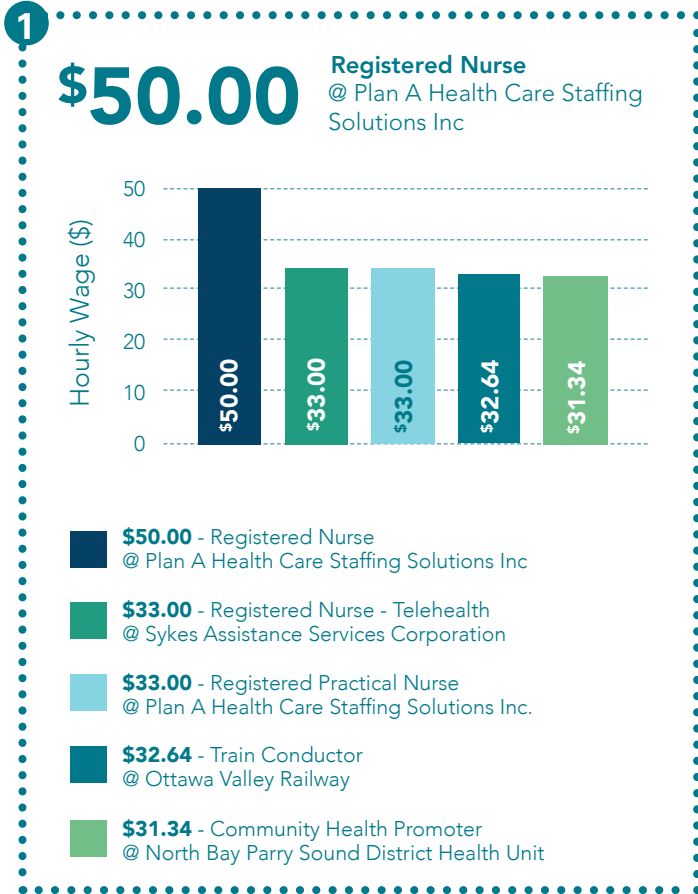 1
$50.00
Registered Nurse
@ Plan A Health Care Staffing
Solutions Inc
Hourly Wage ($)
50
40
30
20
10
0
$50.00
$33.00
$33.00
$32.64
$31.34
$50.00 - Registered Nurse
@ Plan A Health Care Staffing Solutions Inc
$33.00 - Registered Nurse - Telehealth
@ Sykes Assistance Services Corporation
$33.00 - Registered Practical Nurse
@ Plan A Health Care Staffing Solutions Inc.
$32.64 - Train Conductor
@ Ottawa Valley Railway
$31.34 - Community Health Promoter
@ North Bay Parry Sound District Health Unit